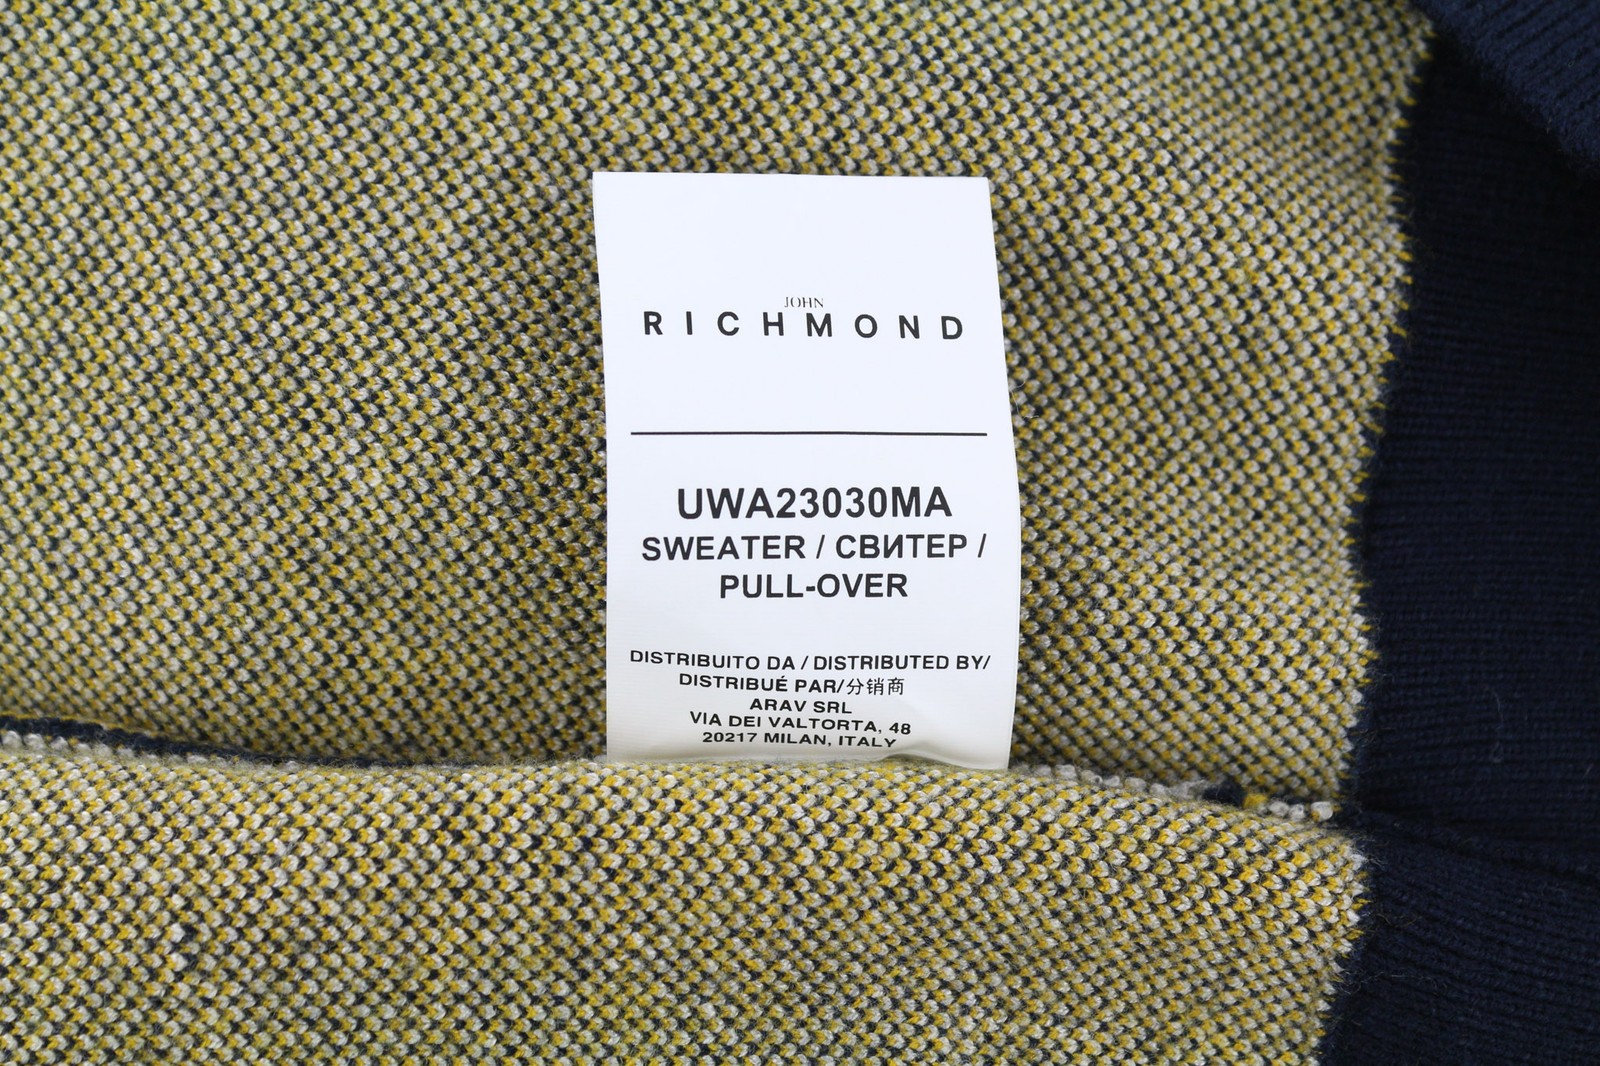 JOHN
RICHMOND
UWA23030MA
SWEATER / СВИТЕР /
PULL-OVER
DISTRIBUITO DA / DISTRIBUTED BY/
DISTRIBUÉ PAR/分销商
ARAV SRL
VIA DEI VALTORTA, 48
20217 MILAN, ITALY